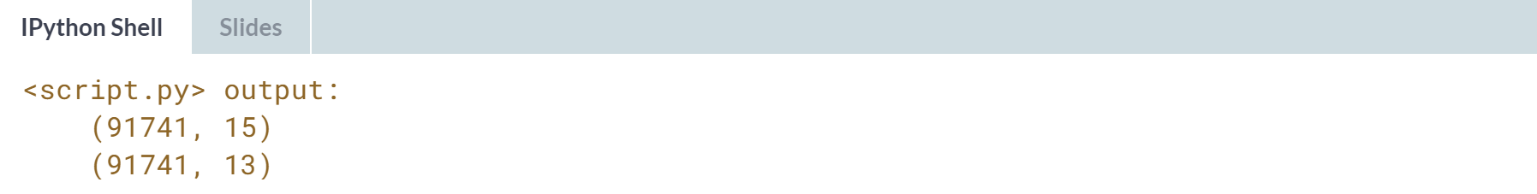 IPython Shell Slides
<script.py> output:
(91741, 15)
(91741, 13)